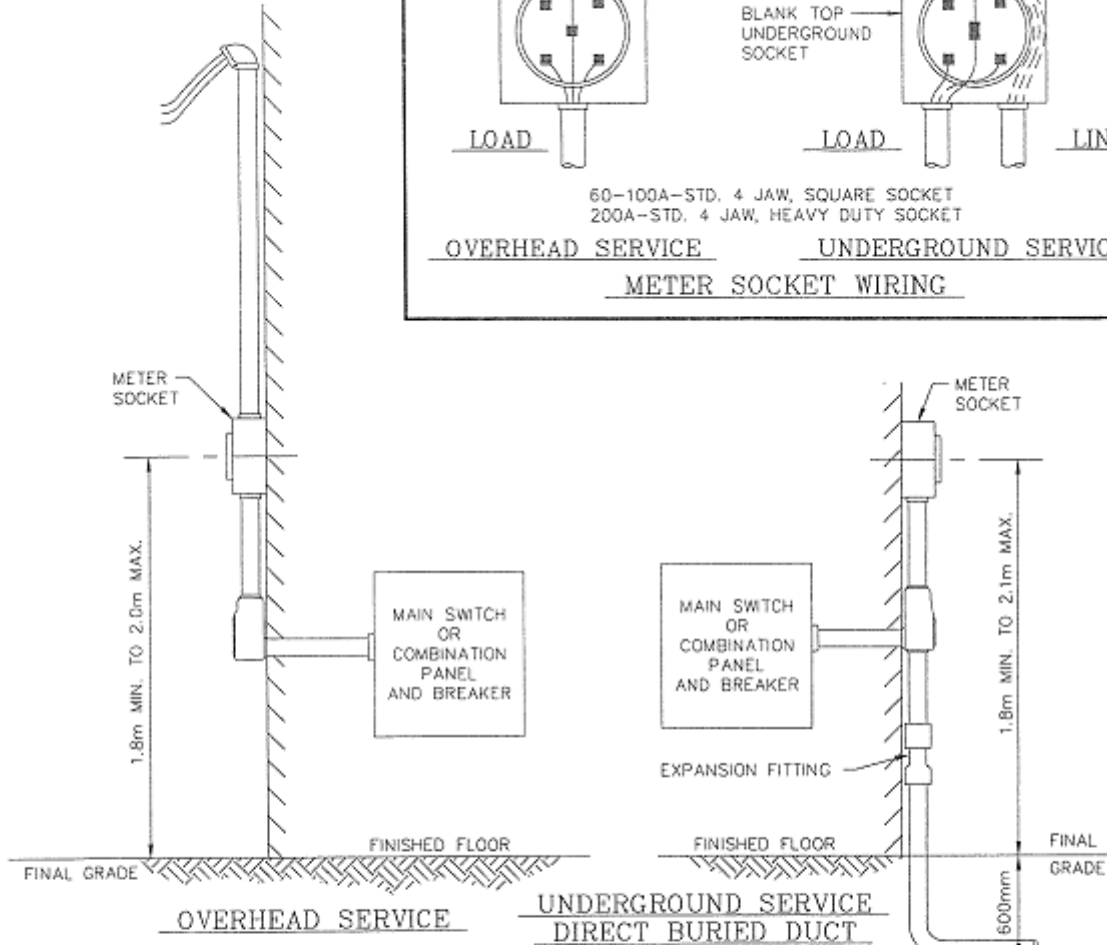 BLANK TOP
UNDERGROUND
SOCKET
LOAD
LOAD
LIN
60-100A-STD. 4 JAW, SQUARE SOCKET
200A-STD. 4 JAW, HEAVY DUTY SOCKET
OVERHEAD SERVICE
UNDERGROUND SERVIC
METER SOCKET WIRING
METER
SOCKET
1.8m MIN. TO 2.0m MAX.
MAIN SWITCH
OR
COMBINATION
PANEL
AND BREAKER
FINISHED FLOOR
FINAL GRADE
OVERHEAD SERVICE
METER
SOCKET
1.8m MIN. TO 2.1m MAX.
MAIN SWITCH
OR
COMBINATION
PANEL
AND BREAKER
EXPANSION FITTING
FINISHED FLOOR
FINAL
GRADE
600mm
UNDERGROUND SERVICE
DIRECT BURIED DUCT